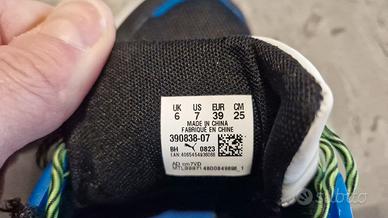 UK US EUR CM
6 7 39 25
MADE IN CHINA
FABRIQUÉ EN CHINE
390838-07
BH 0823
EAN:
subito